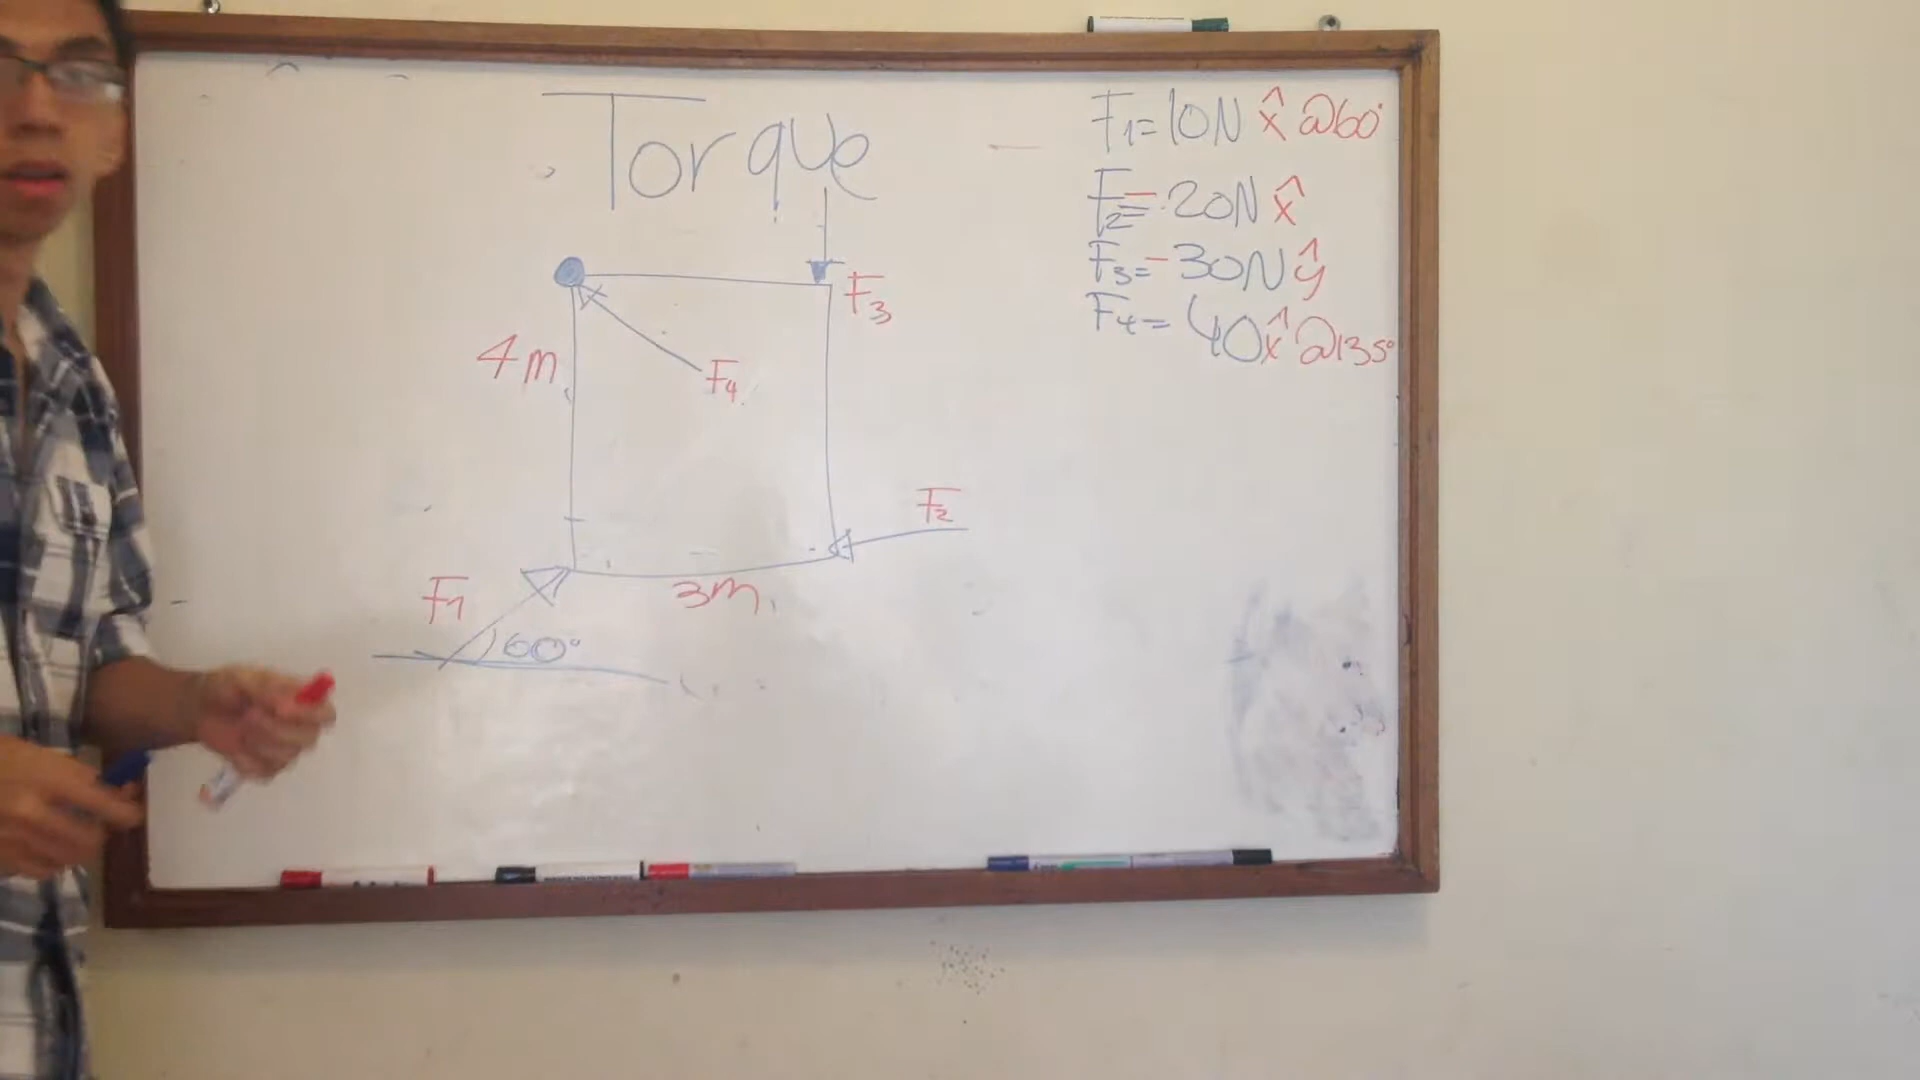 Torque
F1=10N x̂ @60°
F2=-20N x̂
F3=-30N ŷ
F4=40x̂ @135°
F3
4m
F4
F2
F1
3m
60°